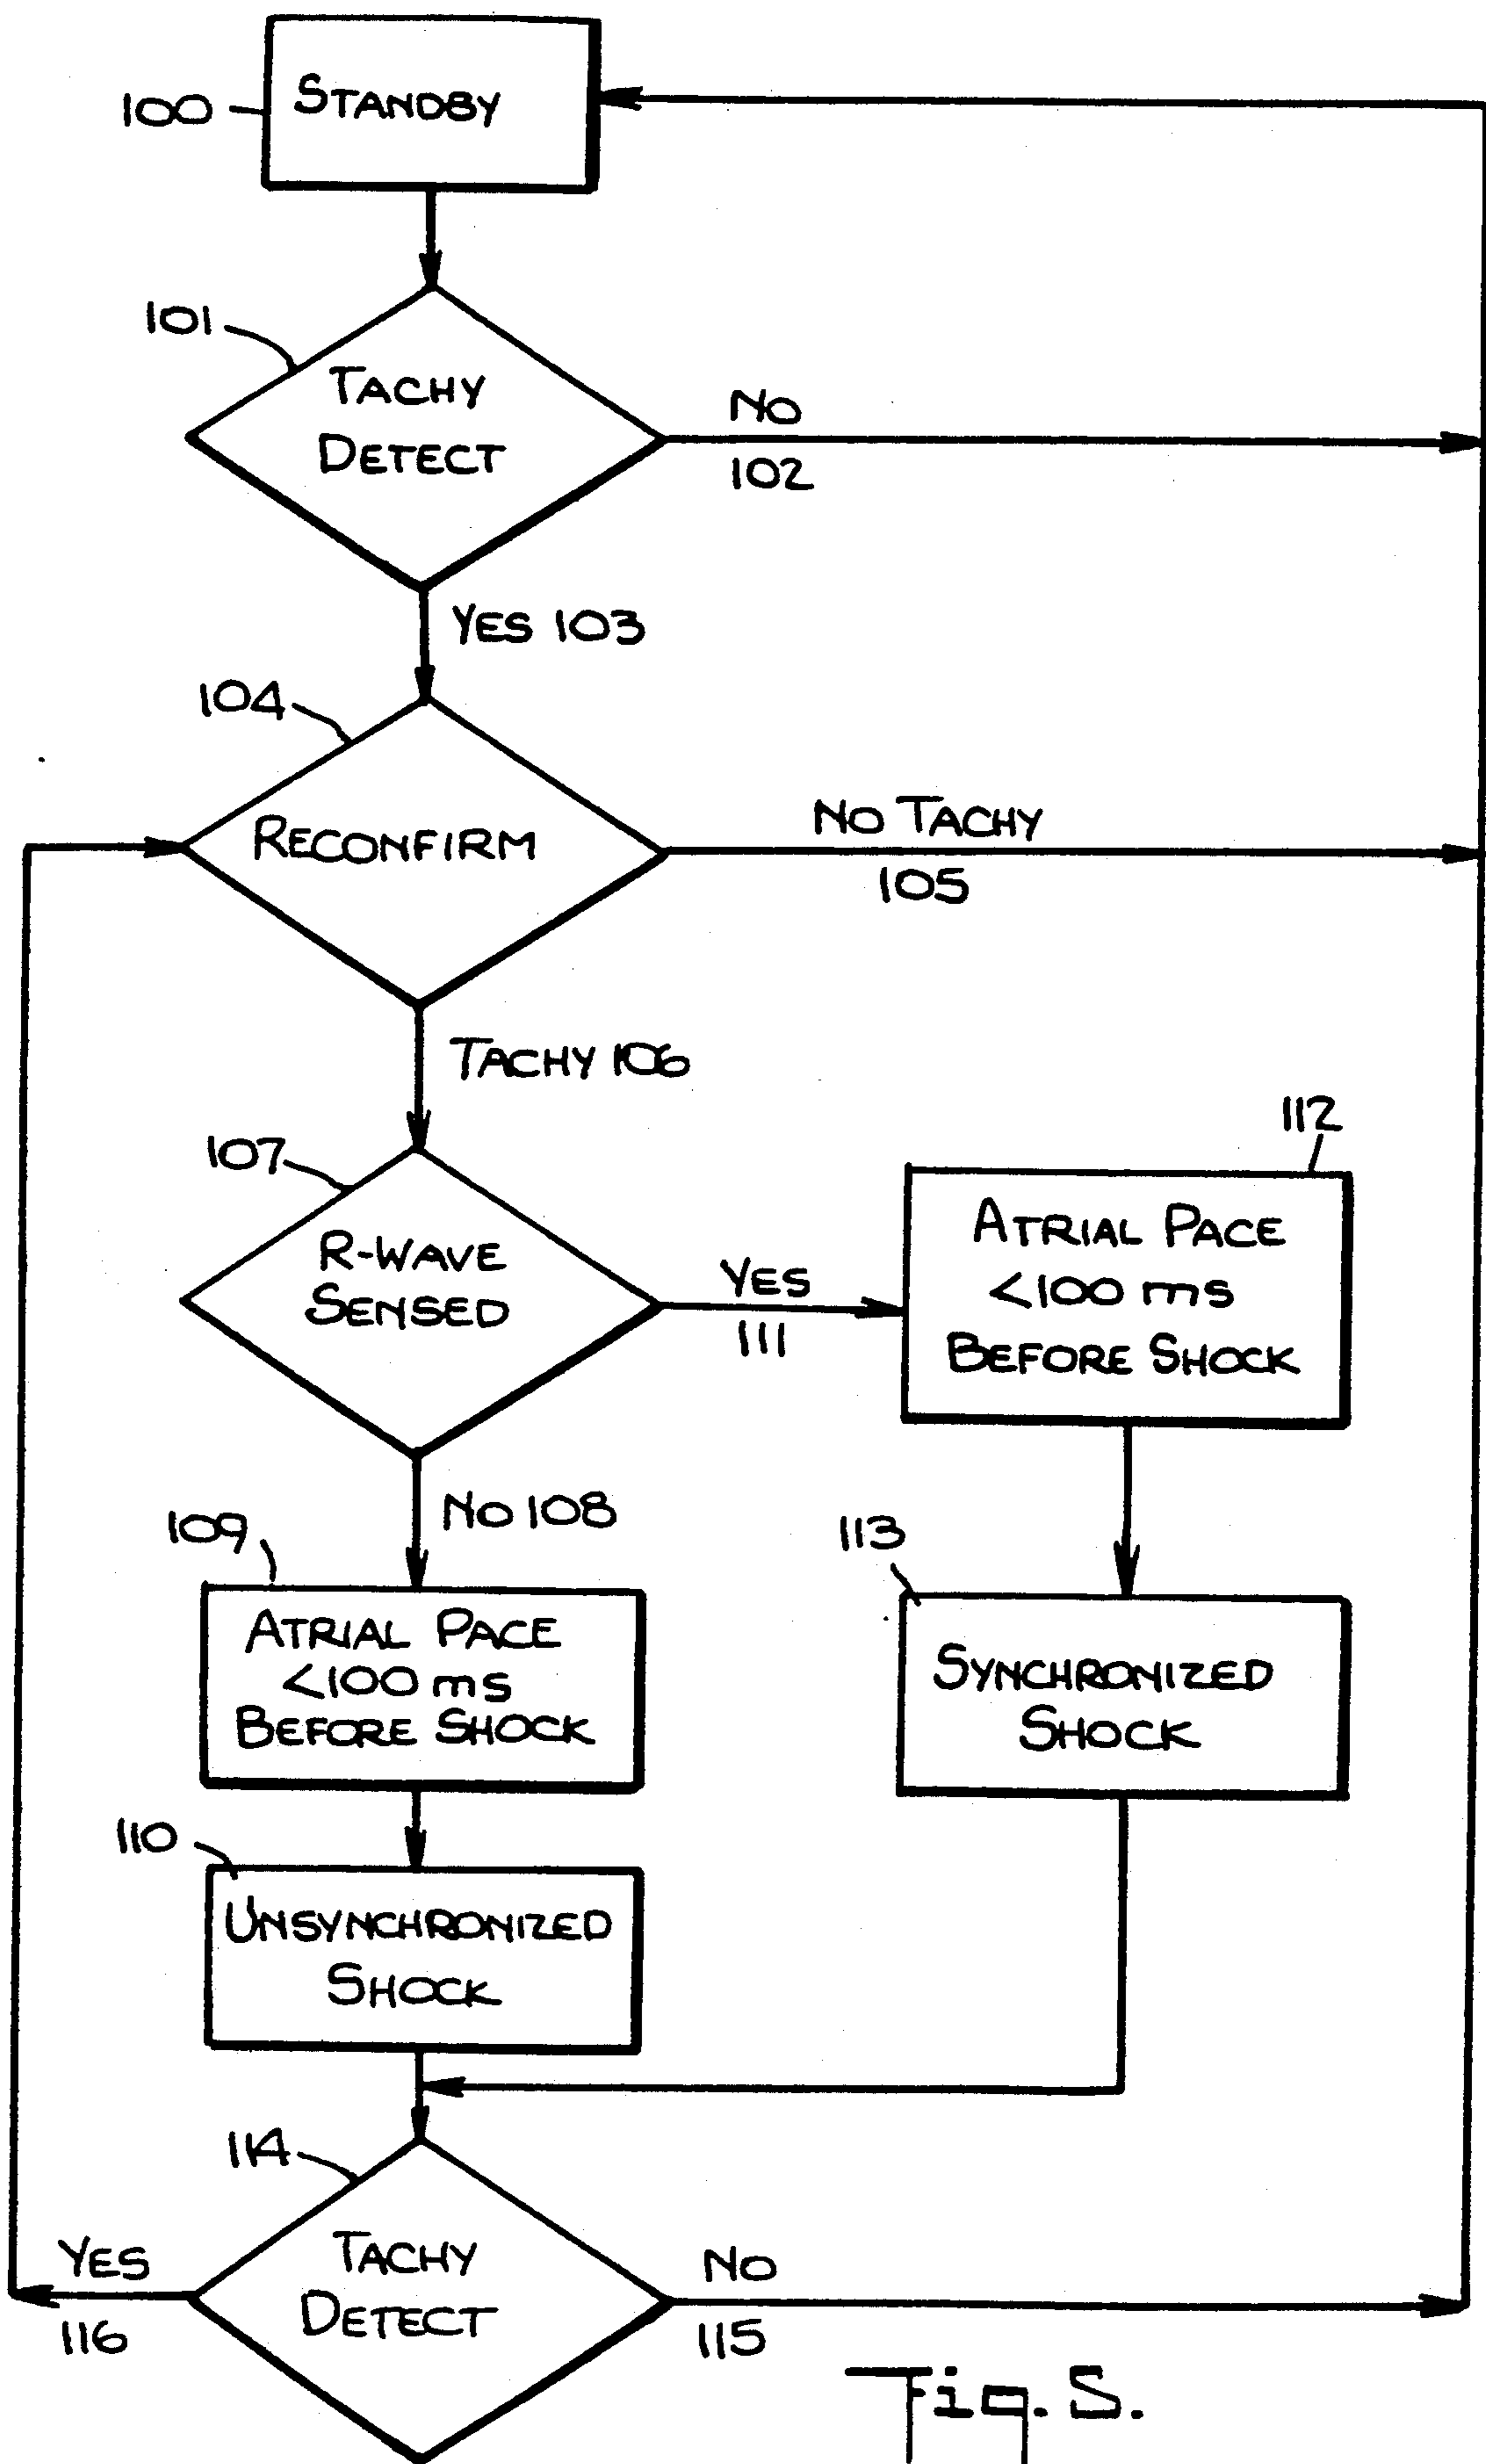 100
STANDBY
101
TACHY
DETECT
NO
102
YES 103
104
RECONFIRM
NO TACHY
105
TACHY 106
107
R-WAVE
SENSED
YES
111
112
ATRIAL PACE
<100 ms
BEFORE SHOCK
NO 108
109
ATRIAL PACE
<100 ms
BEFORE SHOCK
113
SYNCHRONIZED
SHOCK
110
UNSYNCHRONIZED
SHOCK
114
TACHY
DETECT
YES
116
NO
115
Fig. 5.